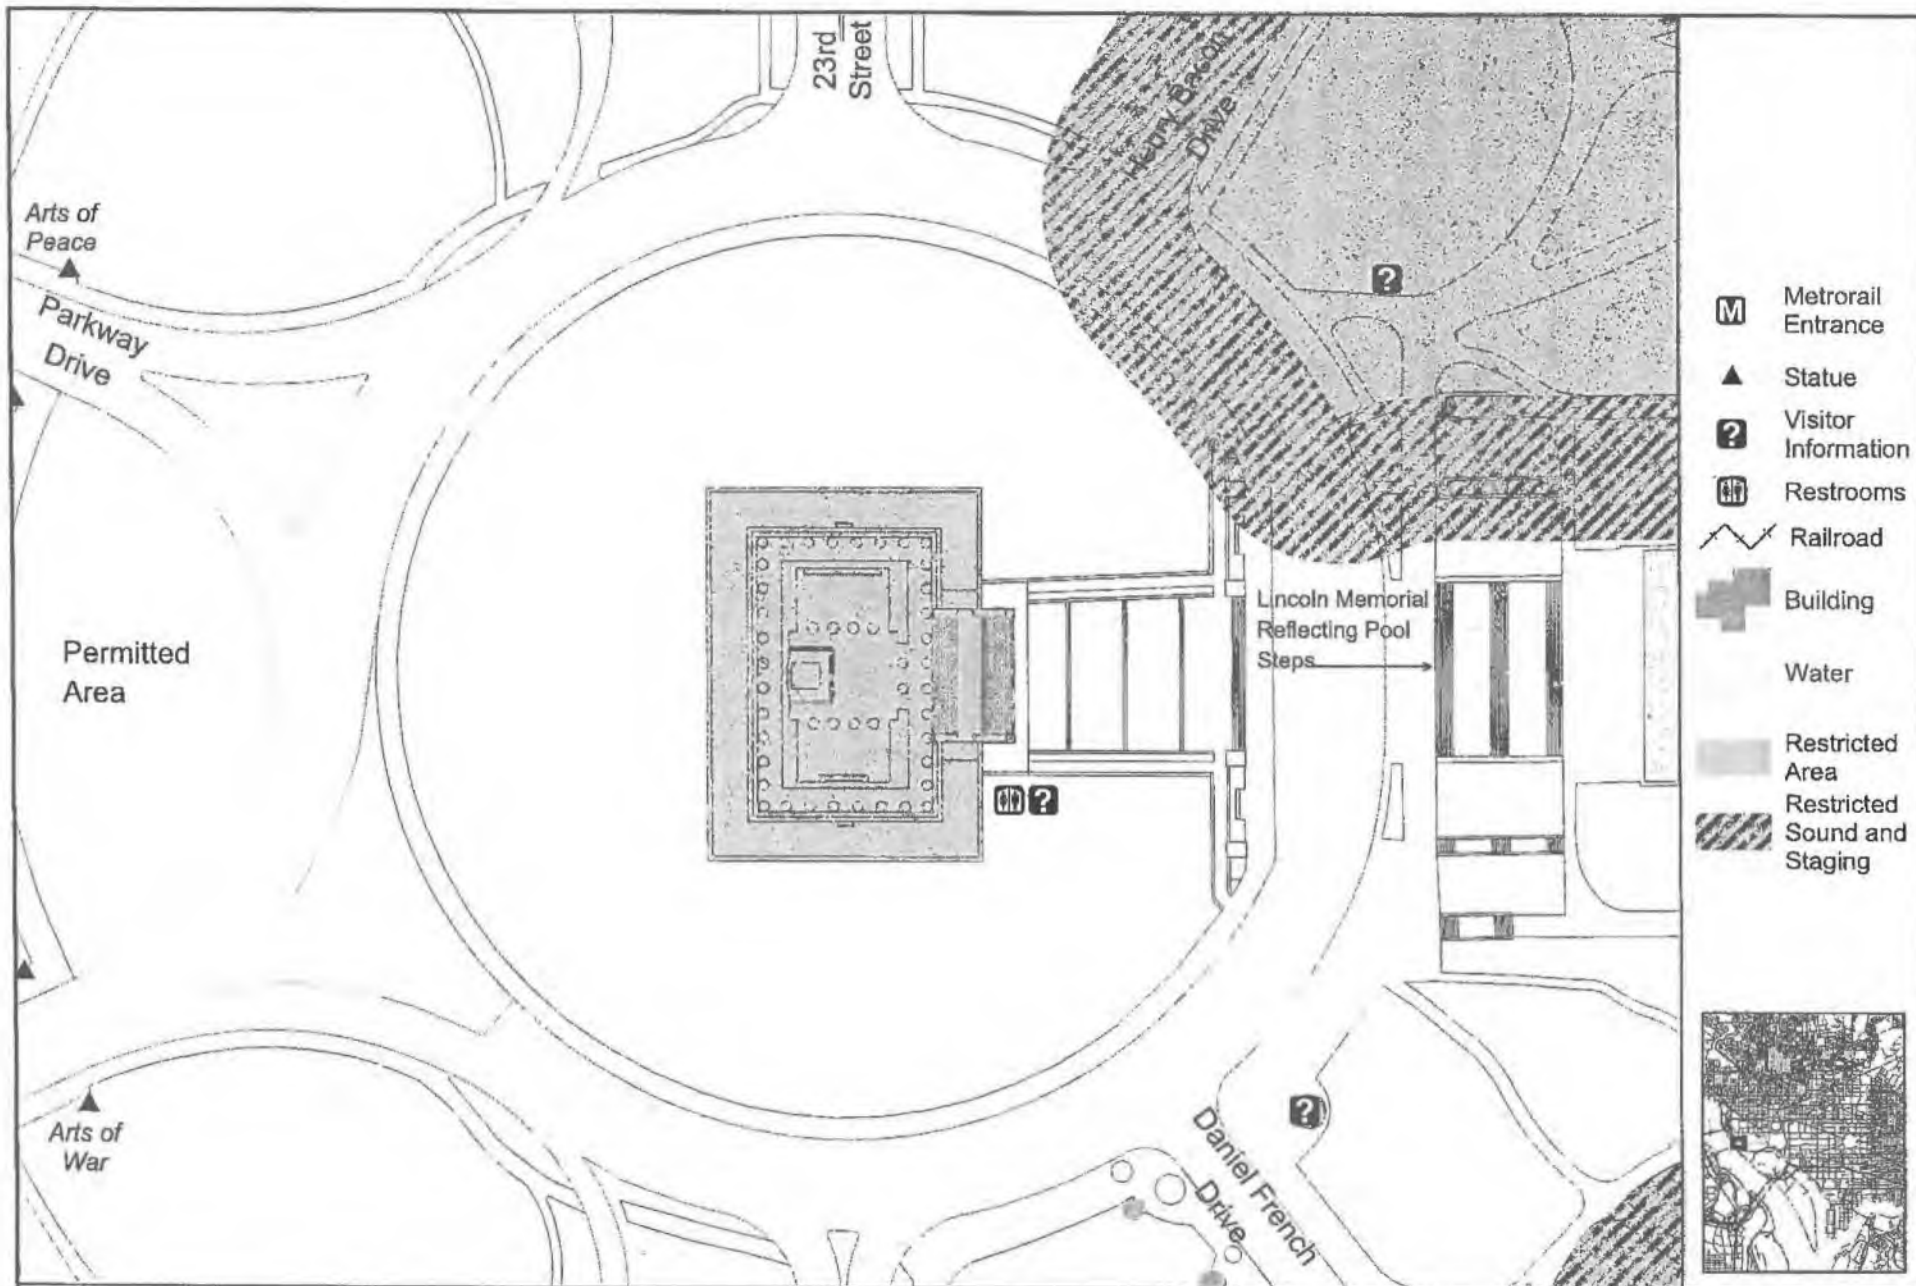 23rd
Street
Henry Bacon
Drive
Arts of
Peace
Parkway
Drive
?
Permitted
Area
Lincoln Memorial
Reflecting Pool
Steps
?
Arts of
War
?
Daniel French
Drive
M
Metrorail
Entrance
Statue
?
Visitor
Information
Restrooms
Railroad
Building
Water
Restricted
Area
Restricted
Sound and
Staging